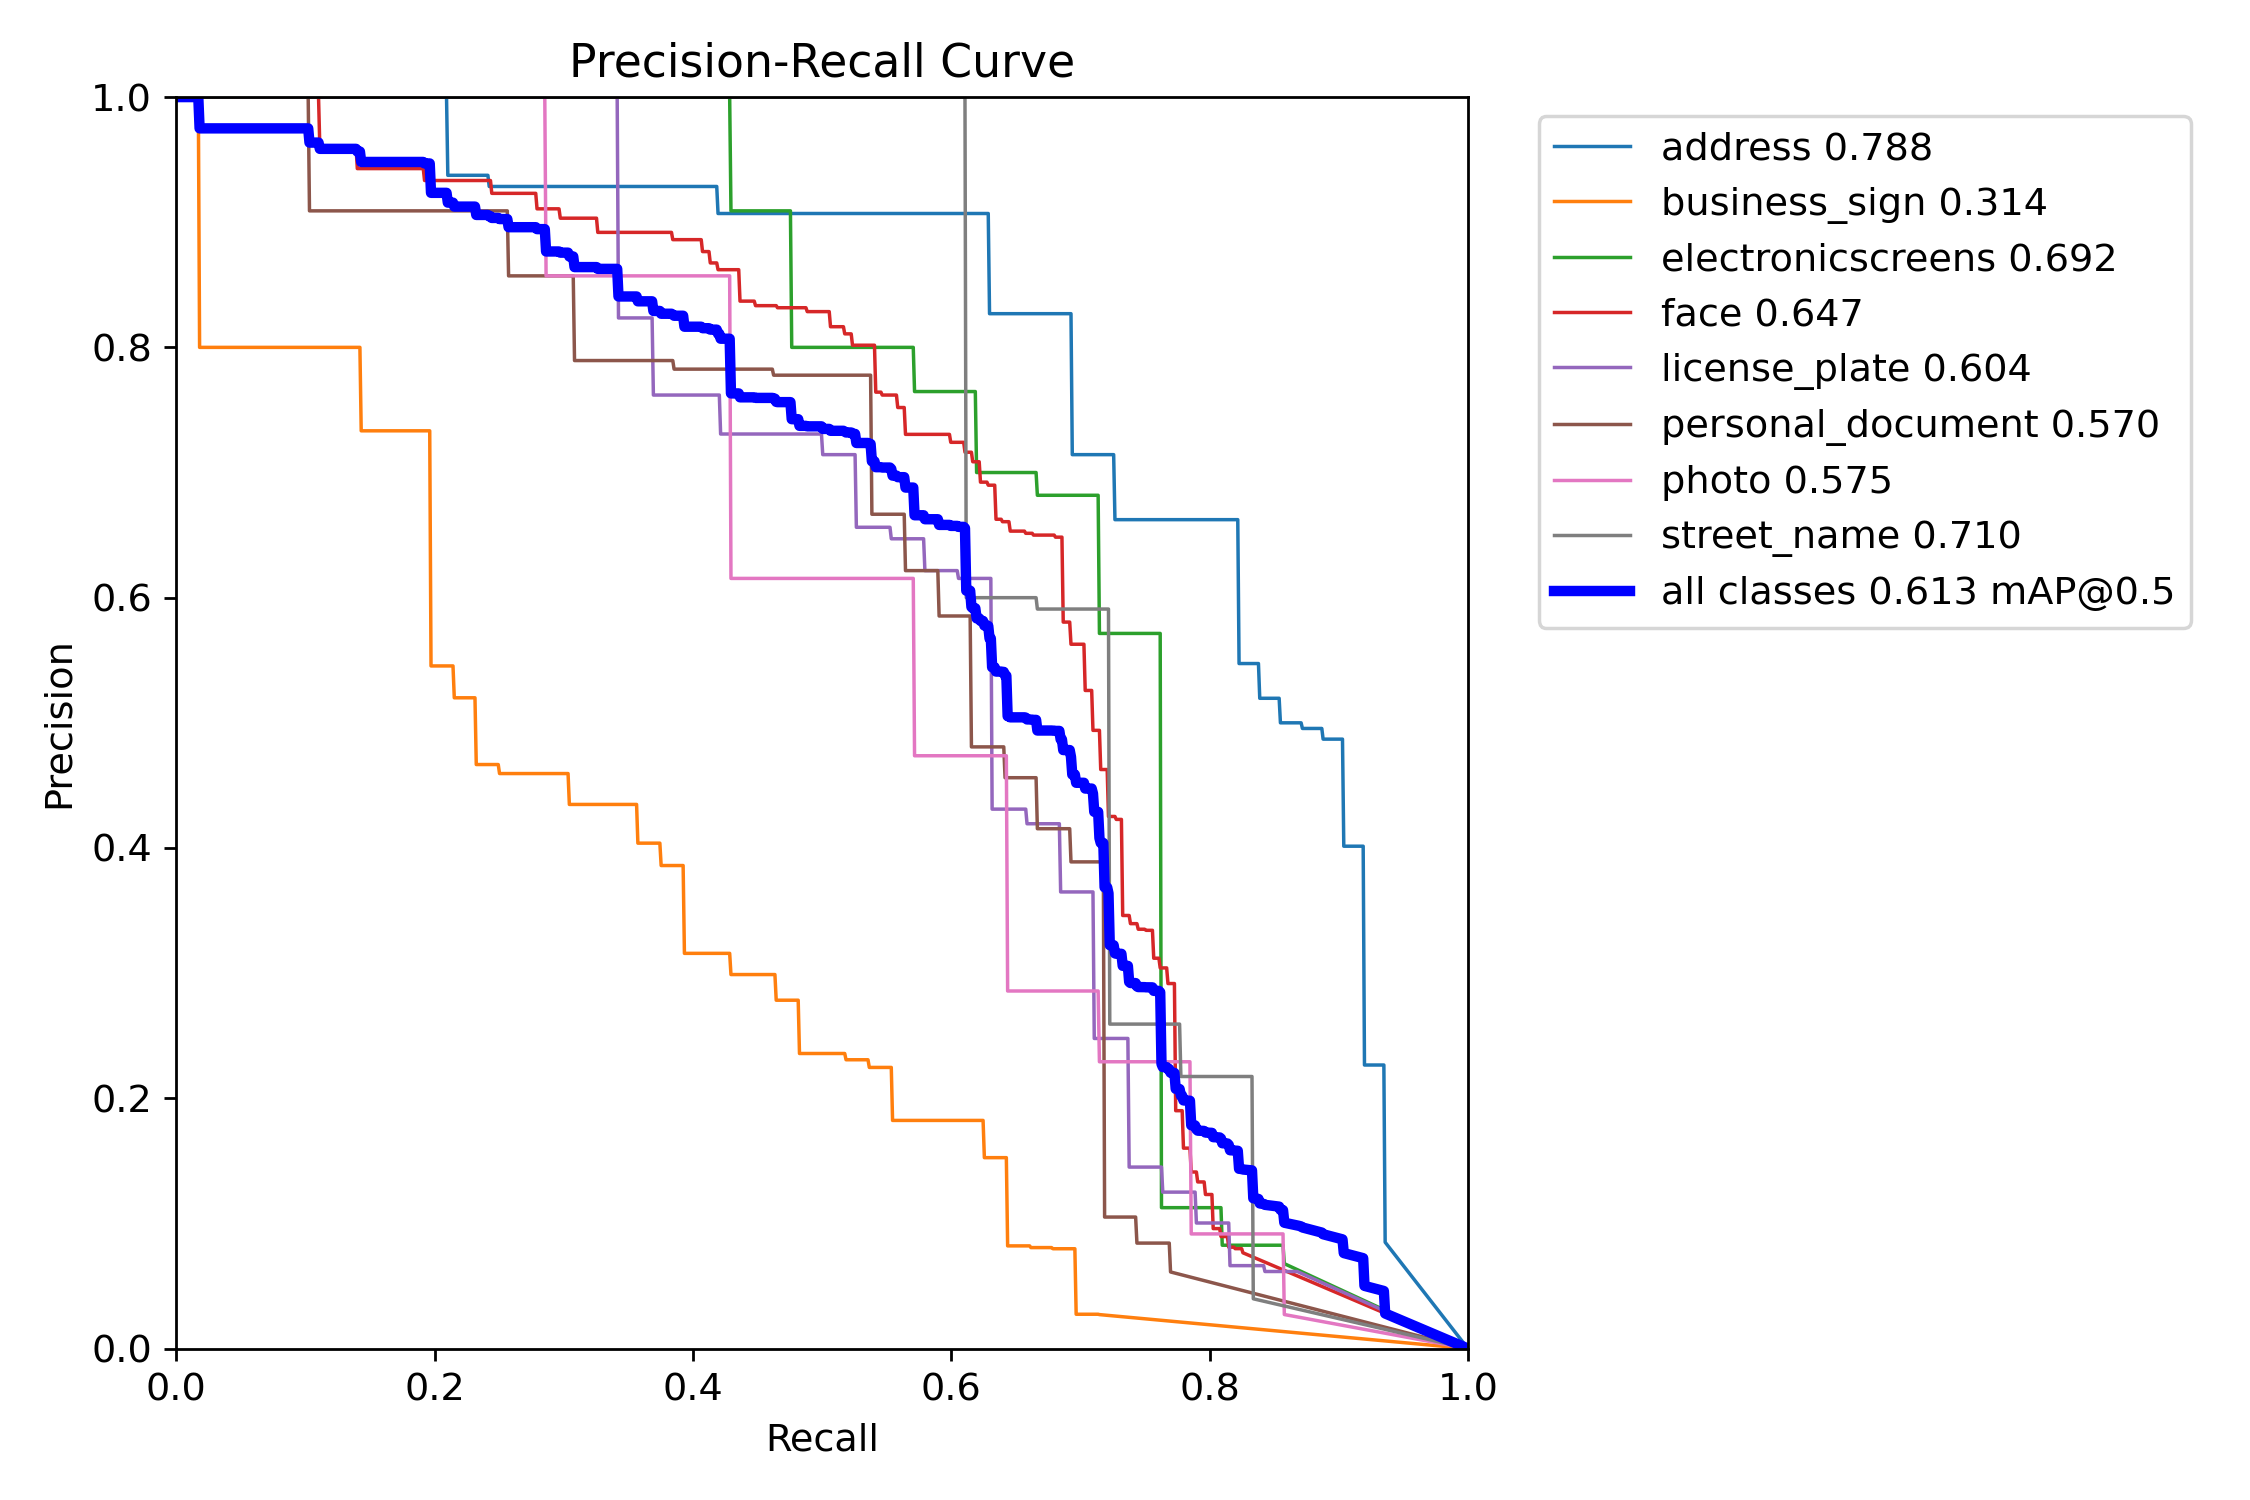 Precision-Recall Curve
1.0
0.8
0.6
0.4
0.2
0.0
Precision
0.0 0.2 0.4 0.6 0.8 1.0
Recall
address 0.788
business_sign 0.314
electronicscreens 0.692
face 0.647
license_plate 0.604
personal_document 0.570
photo 0.575
street_name 0.710
all classes 0.613 mAP@0.5